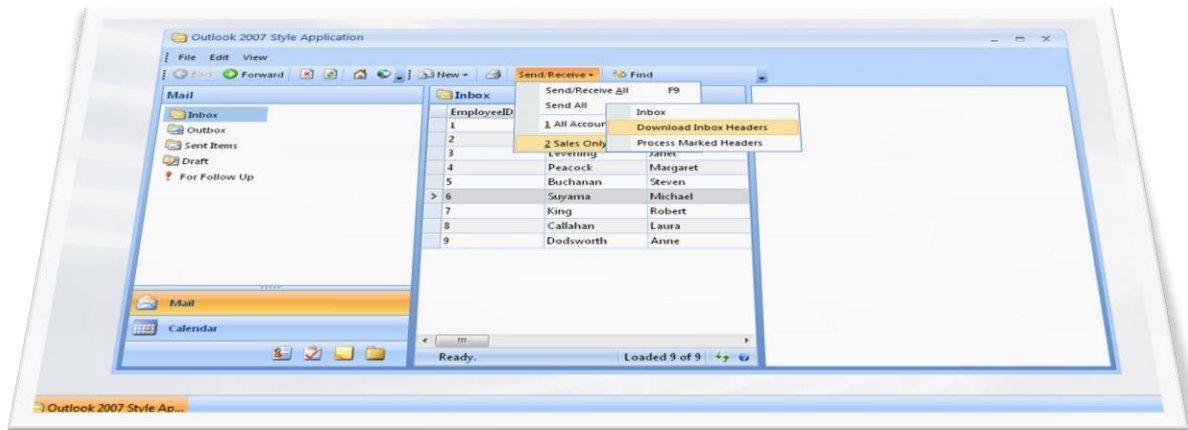 Outlook 2007 Style Application
File Edit View
Back Forward New Send/Receive Find
Mail
Inbox
Outbox
Sent Items
Draft
For Follow Up
Mail
Calendar
Inbox
EmployeeID
1
2
3 Janet
4 Peacock Margaret
5 Buchanan Steven
6 Suyama Michael
7 King Robert
8 Callahan Laura
9 Dodsworth Anne
Send/Receive All F9
Send All
1 All Accoun
2 Sales Only
Inbox
Download Inbox Headers
Process Marked Headers
Ready. Loaded 9 of 9
Outlook 2007 Style Ap...